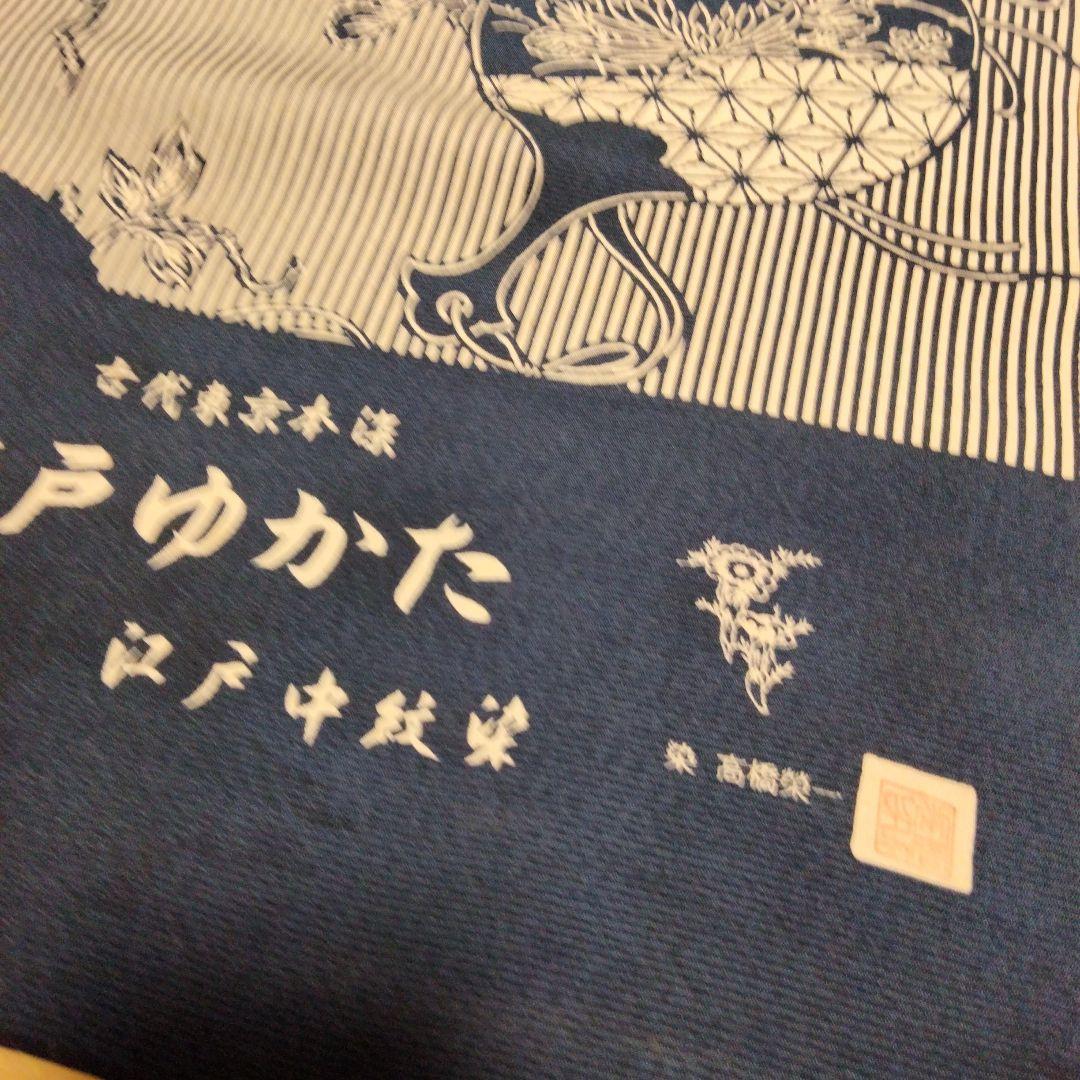 古代東京本染
戸ゆかた
江戸中紋染
染 高橋榮一